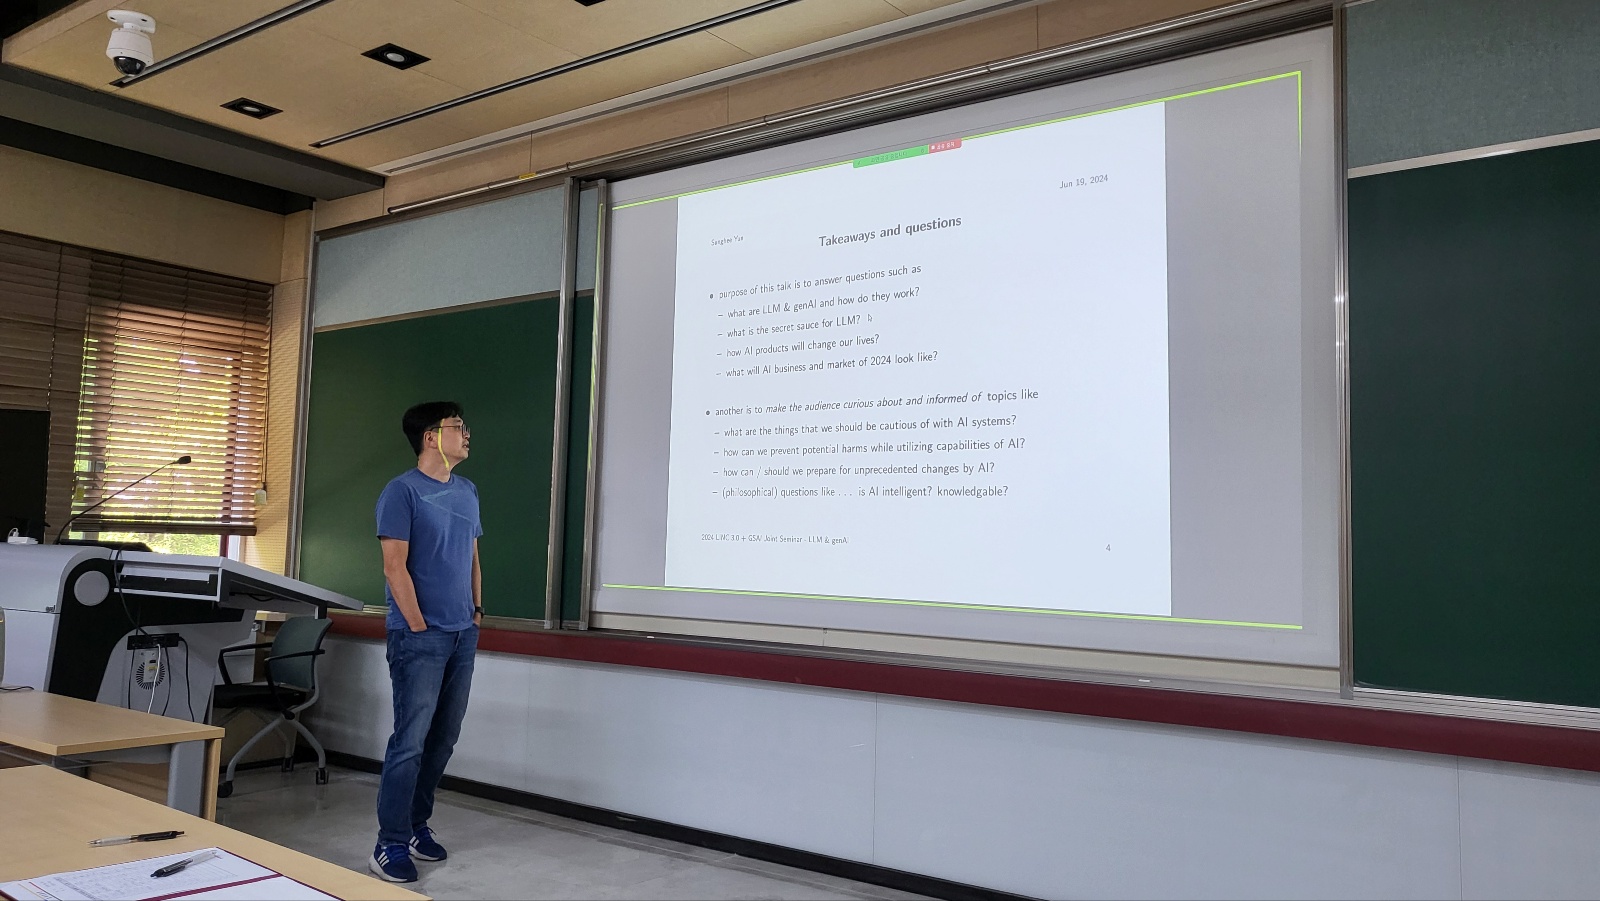 Jun 19, 2024
Sunghee Yun
Takeaways and questions
• purpose of this talk is to answer questions such as
– what are LLM & genAI and how do they work?
– what is the secret sauce for LLM?
– how AI products will change our lives?
– what will AI business and market of 2024 look like?
• another is to make the audience curious about and informed of topics like
– what are the things that we should be cautious of with AI systems?
– how can we prevent potential harms while utilizing capabilities of AI?
– how can / should we prepare for unprecedented changes by AI?
– (philosophical) questions like . . . is AI intelligent? knowledgable?
2024 LINC 3.0 + GSAI Joint Seminar - LLM & genAI
4